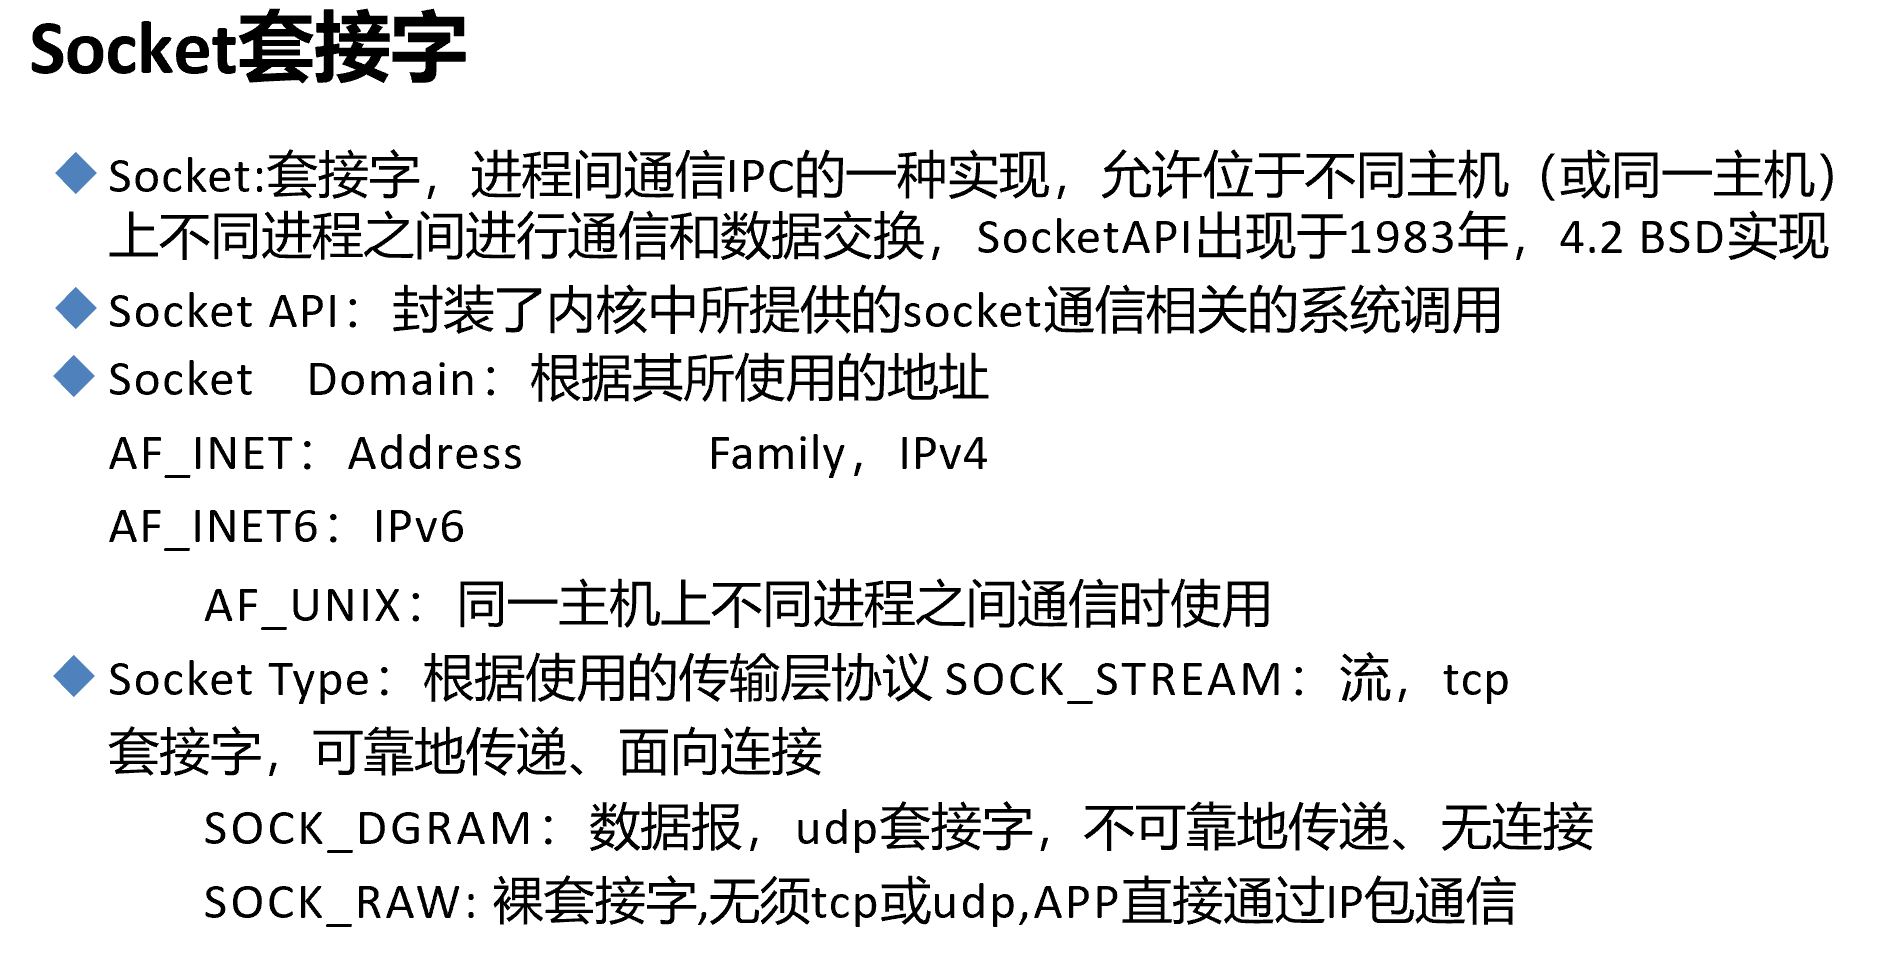 Socket套接字
Socket:套接字，进程间通信IPC的一种实现，允许位于不同主机（或同一主机）
上不同进程之间进行通信和数据交换，SocketAPI出现于1983年，4.2 BSD实现
Socket API：封装了内核中所提供的socket通信相关的系统调用
Socket Domain：根据其所使用的地址
AF_INET：Address Family，IPv4
AF_INET6：IPv6
AF_UNIX：同一主机上不同进程之间通信时使用
Socket Type：根据使用的传输层协议 SOCK_STREAM：流，tcp
套接字，可靠地传递、面向连接
SOCK_DGRAM：数据报，udp套接字，不可靠地传递、无连接
SOCK_RAW: 裸套接字,无须tcp或udp,APP直接通过IP包通信